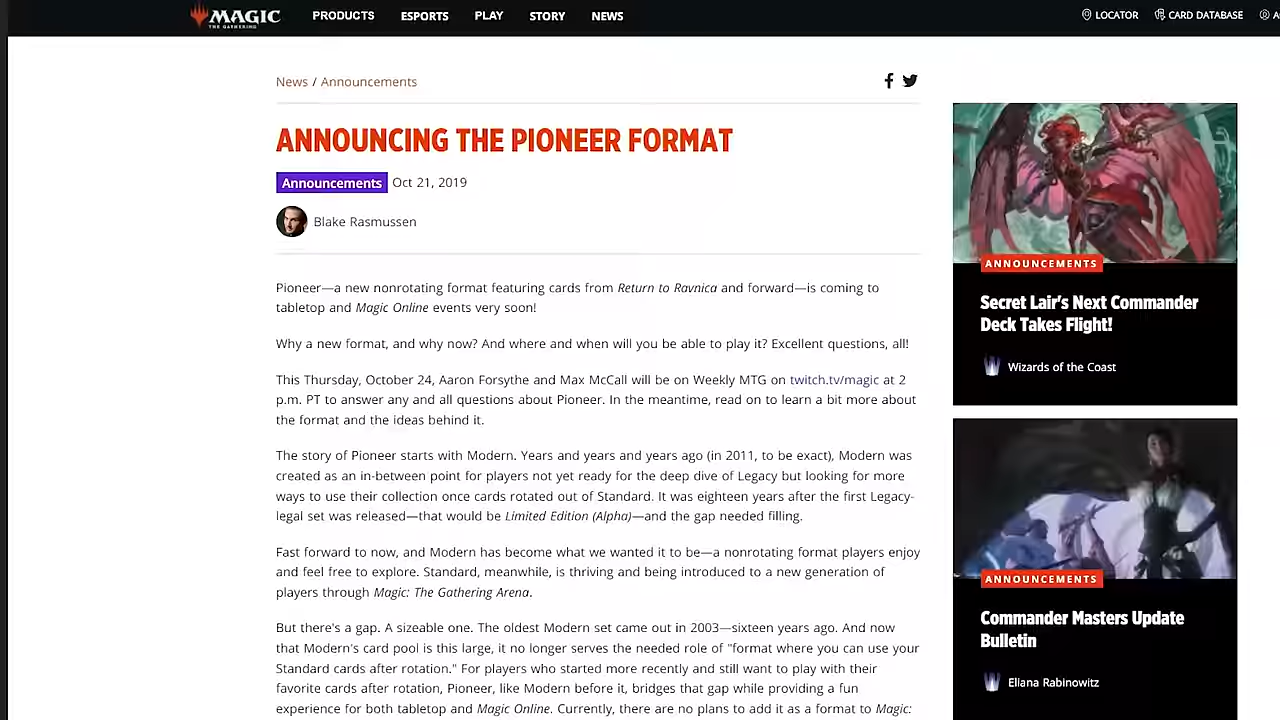 MAGIC
THE GATHERING
PRODUCTS
ESPORTS
PLAY
STORY
NEWS
LOCATOR
CARD DATABASE
A
News / Announcements
ANNOUNCING THE PIONEER FORMAT
Announcements Oct 21, 2019
Blake Rasmussen
Pioneer—a new nonrotating format featuring cards from Return to Ravnica and forward—is coming to
tabletop and Magic Online events very soon!
Why a new format, and why now? And where and when will you be able to play it? Excellent questions, all!
This Thursday, October 24, Aaron Forsythe and Max McCall will be on Weekly MTG on twitch.tv/magic at 2
p.m. PT to answer any and all questions about Pioneer. In the meantime, read on to learn a bit more about
the format and the ideas behind it.
The story of Pioneer starts with Modern. Years and years and years ago (in 2011, to be exact), Modern was
created as an in-between point for players not yet ready for the deep dive of Legacy but looking for more
ways to use their collection once cards rotated out of Standard. It was eighteen years after the first Legacy-
legal set was released—that would be Limited Edition (Alpha)—and the gap needed filling.
Fast forward to now, and Modern has become what we wanted it to be—a nonrotating format players enjoy
and feel free to explore. Standard, meanwhile, is thriving and being introduced to a new generation of
players through Magic: The Gathering Arena.
But there's a gap. A sizeable one. The oldest Modern set came out in 2003—sixteen years ago. And now
that Modern's card pool is this large, it no longer serves the needed role of "format where you can use your
Standard cards after rotation." For players who started more recently and still want to play with their
favorite cards after rotation, Pioneer, like Modern before it, bridges that gap while providing a fun
experience for both tabletop and Magic Online. Currently, there are no plans to add it as a format to Magic:
ANNOUNCEMENTS
Secret Lair's Next Commander
Deck Takes Flight!
Wizards of the Coast
ANNOUNCEMENTS
Commander Masters Update
Bulletin
Eliana Rabinowitz